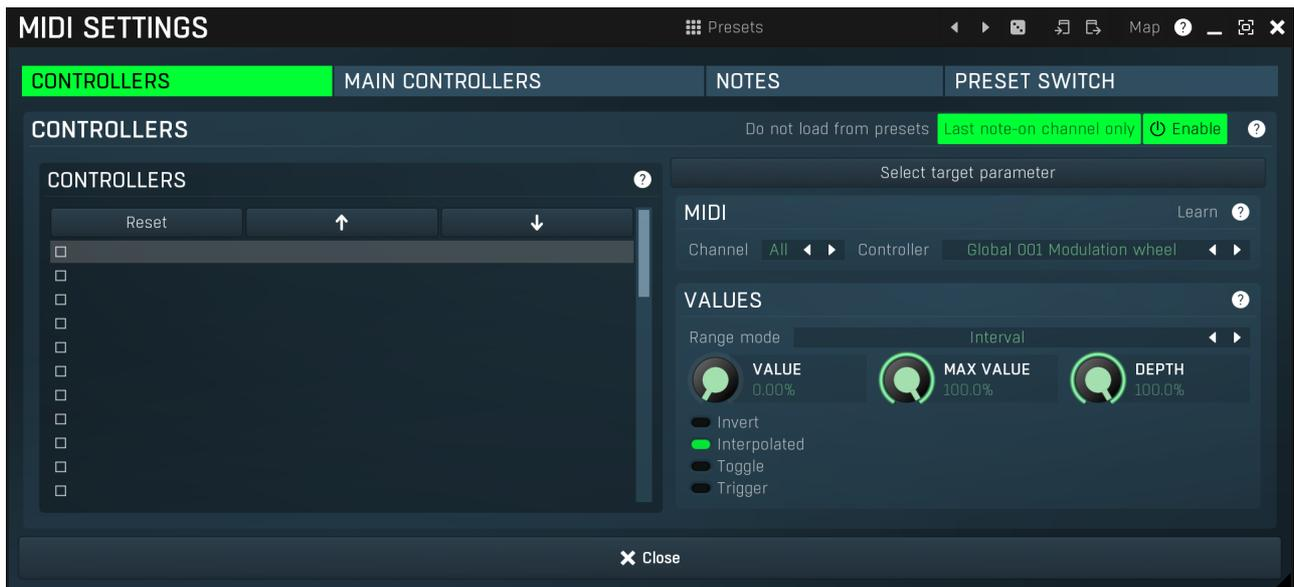 MIDI SETTINGS Presets Map ?
CONTROLLERS MAIN CONTROLLERS NOTES PRESET SWITCH
CONTROLLERS Do not load from presets Last note-on channel only Enable ?
CONTROLLERS ? Select target parameter
Reset MIDI Learn ?
Channel All Controller Global 001 Modulation wheel
VALUES ?
Range mode Interval
VALUE MAX VALUE DEPTH
0.00% 100.0% 100.0%
Invert
Interpolated
Toggle
Trigger
Close